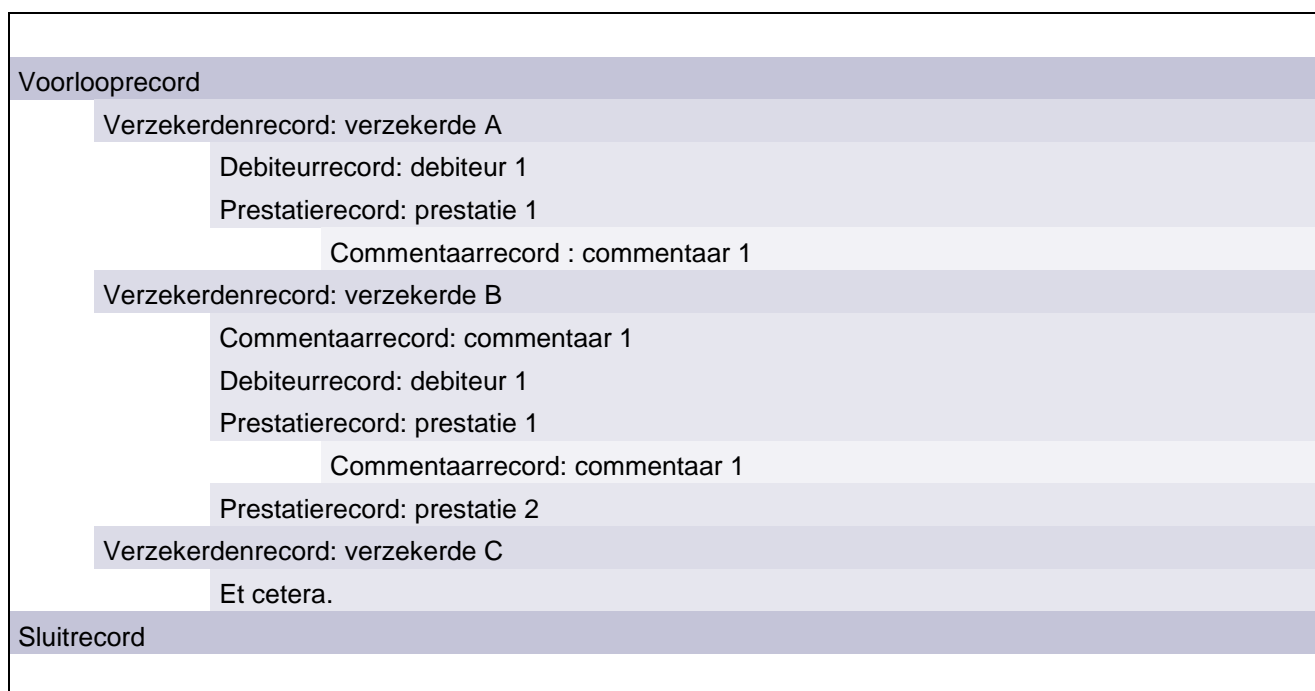 Voorlooprecord
Verzekerdenrecord: verzekerde A
Debiteurrecord: debiteur 1
Prestatierecord: prestatie 1
Commentaarrecord : commentaar 1
Verzekerdenrecord: verzekerde B
Commentaarrecord: commentaar 1
Debiteurrecord: debiteur 1
Prestatierecord: prestatie 1
Commentaarrecord: commentaar 1
Prestatierecord: prestatie 2
Verzekerdenrecord: verzekerde C
Et cetera.
Sluitrecord